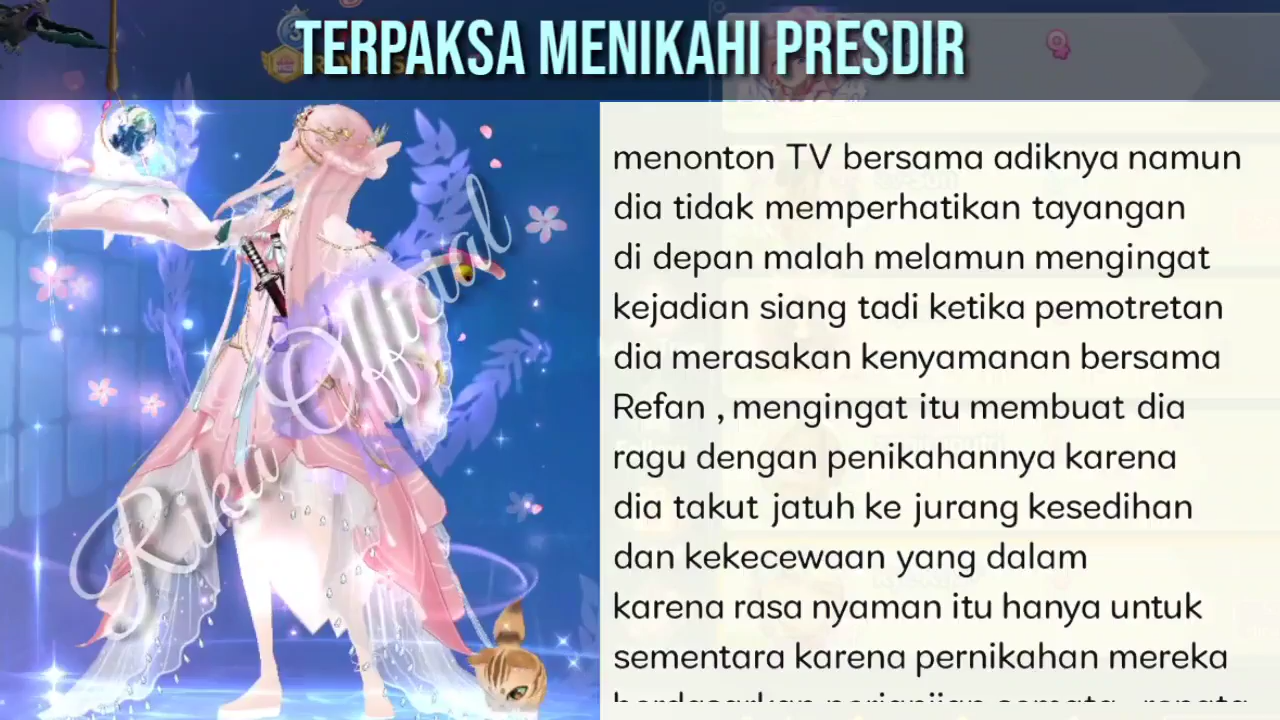 TERPAKSA MENIKAHI PRESDIR
menonton TV bersama adiknya namun
dia tidak memperhatikan tayangan
di depan malah melamun mengingat
kejadian siang tadi ketika pemotretan
dia merasakan kenyamanan bersama
Refan , mengingat itu membuat dia
ragu dengan penikahannya karena
dia takut jatuh ke jurang kesedihan
dan kekecewaan yang dalam
karena rasa nyaman itu hanya untuk
sementara karena pernikahan mereka
Rika Official